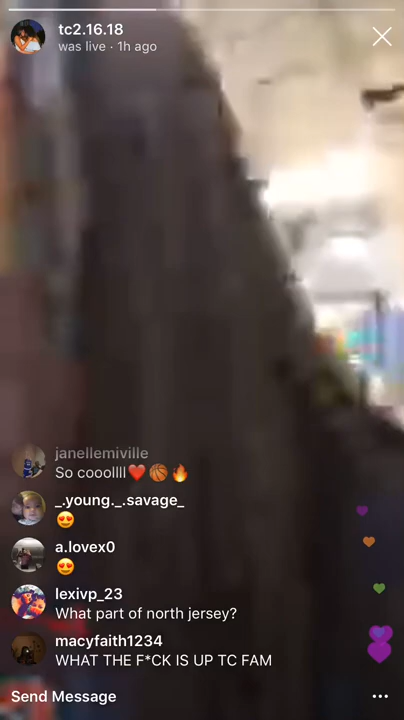 tc2.16.18
was live · 1h ago
janellemiville
So cooollll❤️🏀🔥
_.young._.savage_
😍
a.lovex0
😍
lexivp_23
What part of north jersey?
macyfaith1234
WHAT THE F*CK IS UP TC FAM
Send Message